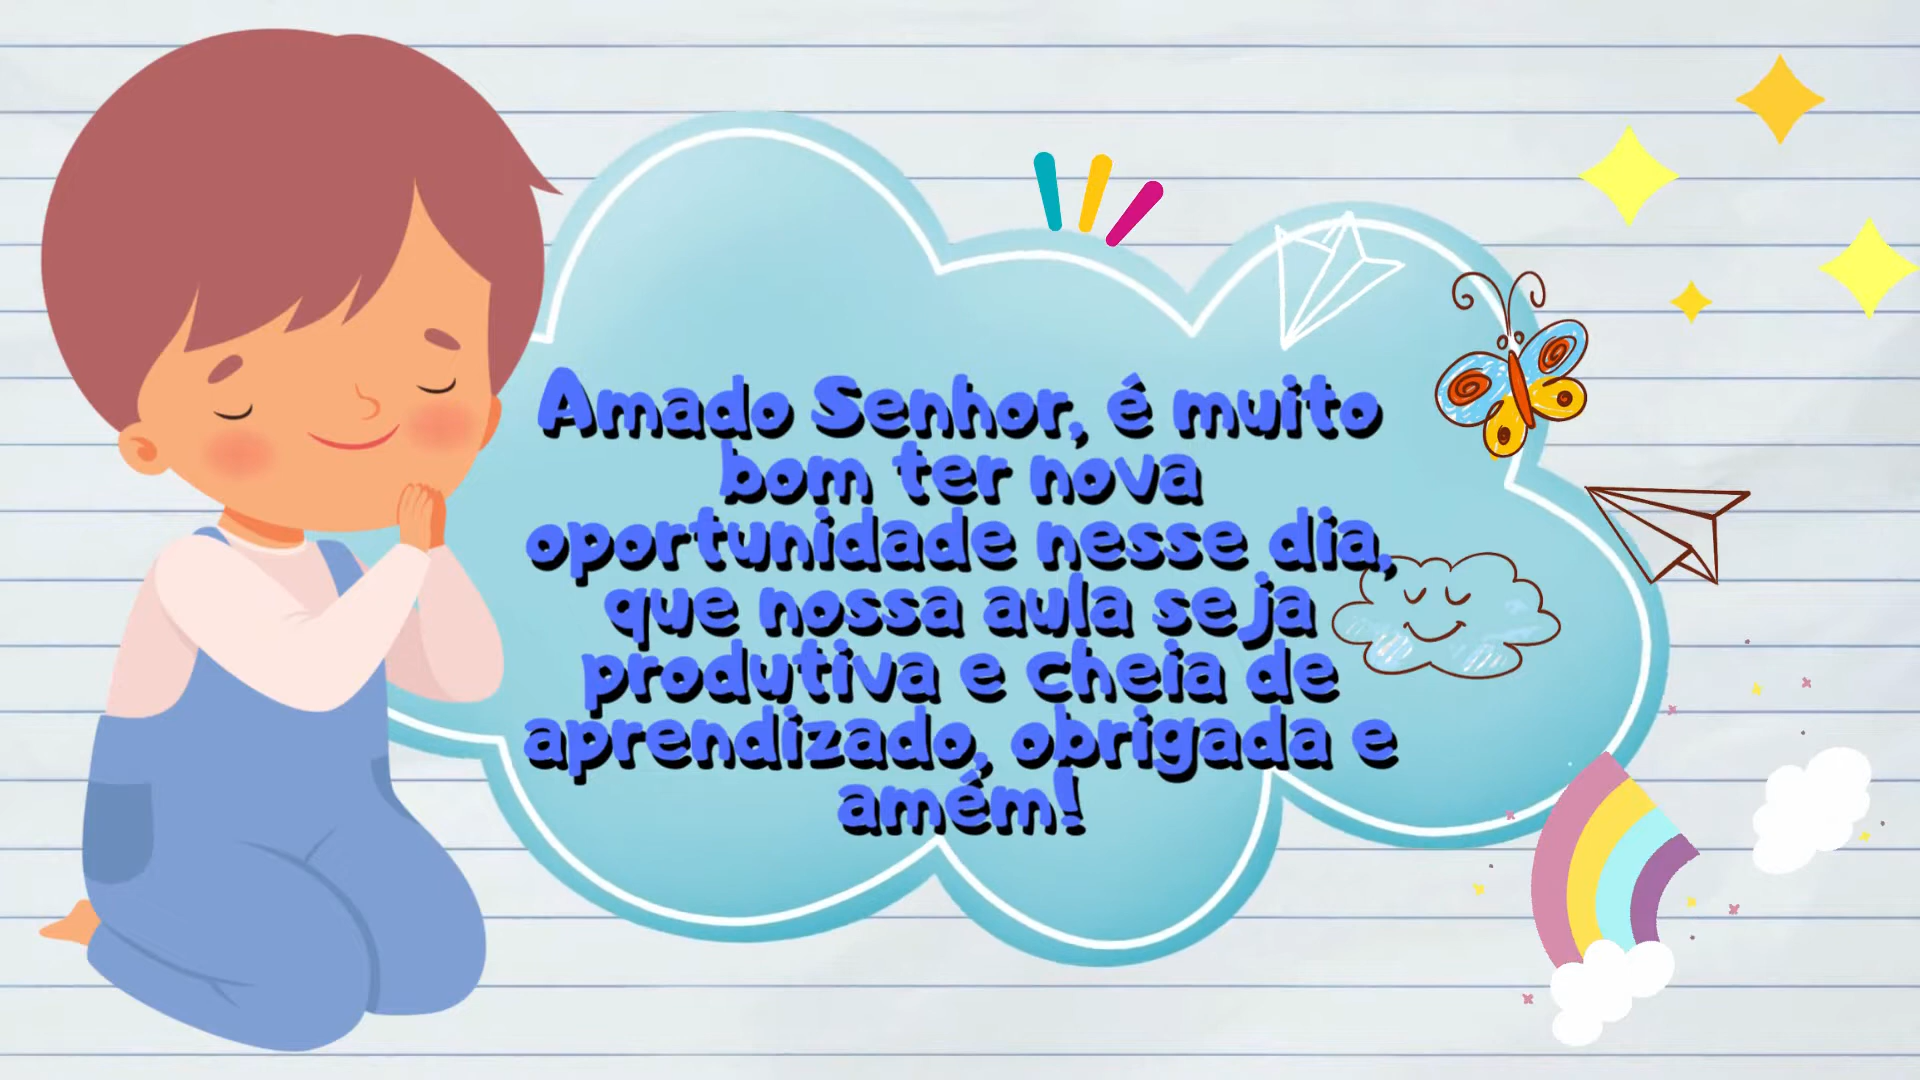 Amado Senhor, é muito
bom ter nova
oportunidade nesse dia,
que nossa aula seja
produtiva e cheia de
aprendizado, obrigada e
amém!